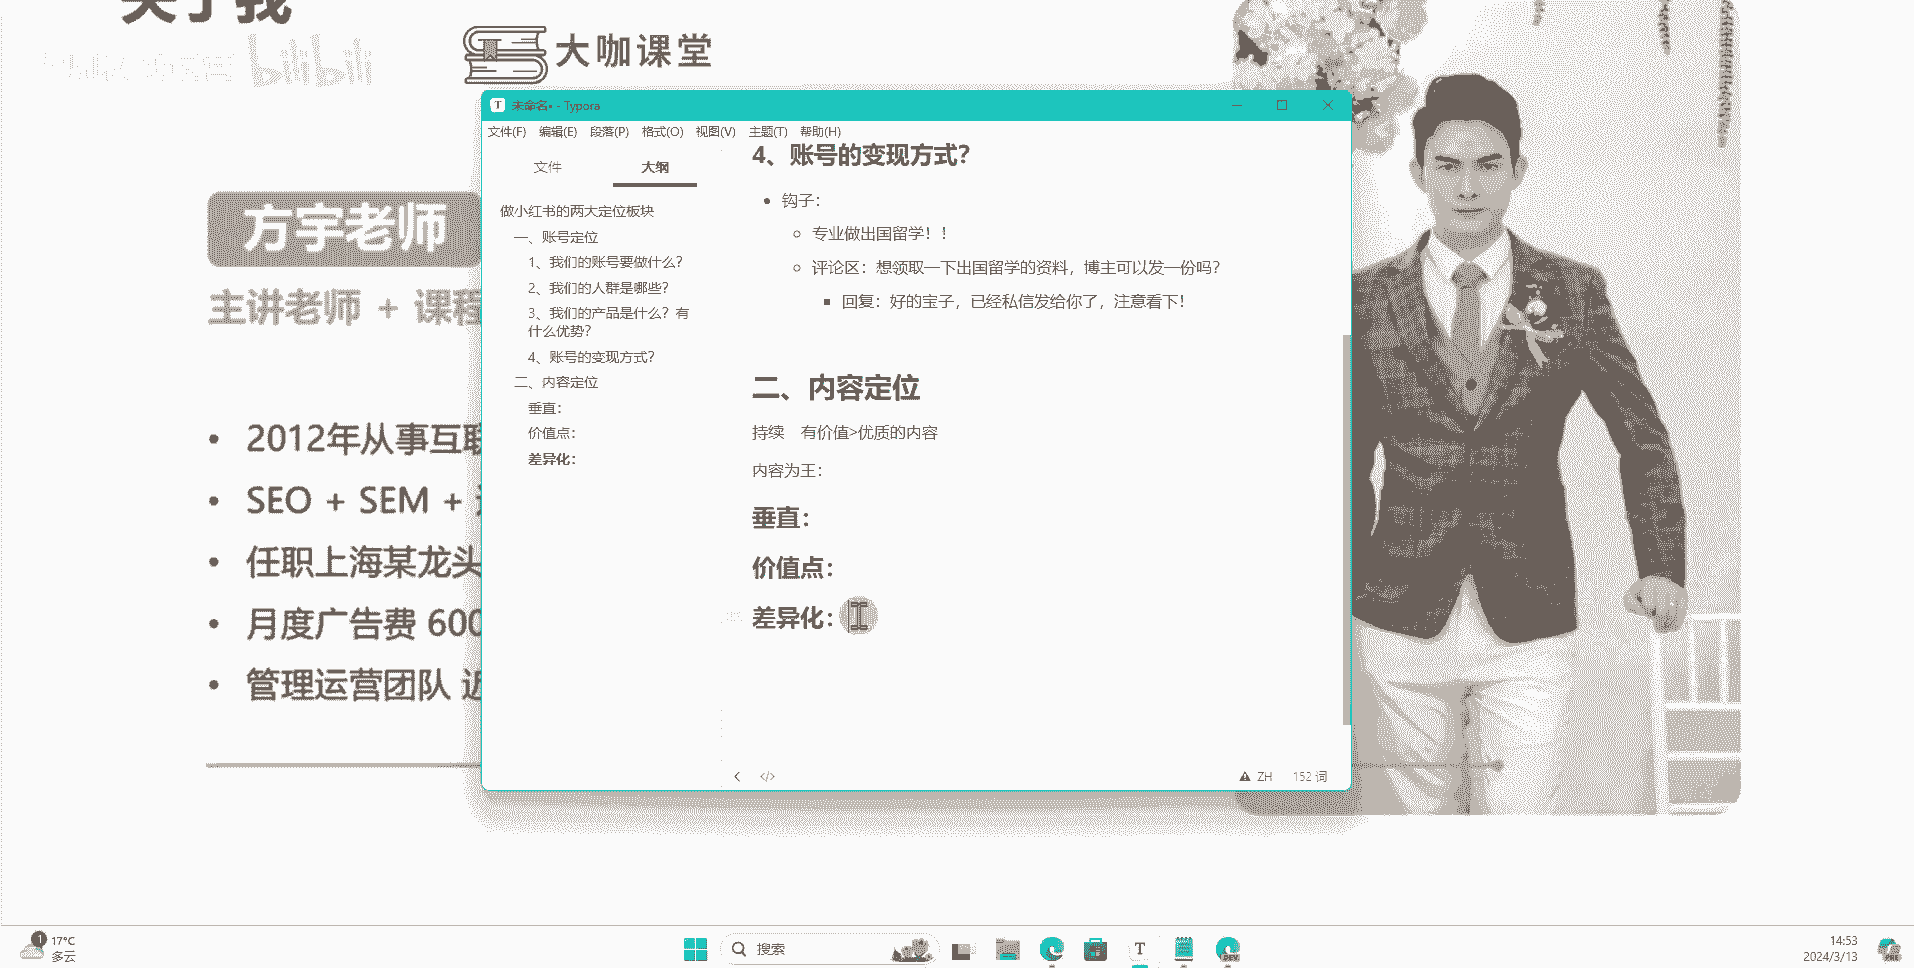 关于我
bilibili
大咖课堂
方宇老师
主讲老师 + 课程
2012年从事互联
SEO + SEM +
任职上海某龙头
月度广告费 600
管理运营团队 近
未命名• - Typora
文件(F) 编辑(E) 段落(P) 格式(O) 视图(V) 主题(T) 帮助(H)
文件 大纲
做小红书的两大定位板块
一、账号定位
1、我们的账号要做什么？
2、我们的人群是哪些？
3、我们的产品是什么？有
什么优势？
4、账号的变现方式？
二、内容定位
垂直：
价值点：
差异化：
4、账号的变现方式？
钩子：
专业做出国留学！！
评论区：想领取一下出国留学的资料，博主可以发一份吗？
回复：好的宝子，已经私信发给你了，注意看下！
二、内容定位
持续 有价值>优质的内容
内容为王：
垂直：
价值点：
差异化：
ZH 152 词
1
17°C
多云
搜索
14:53
2024/3/13